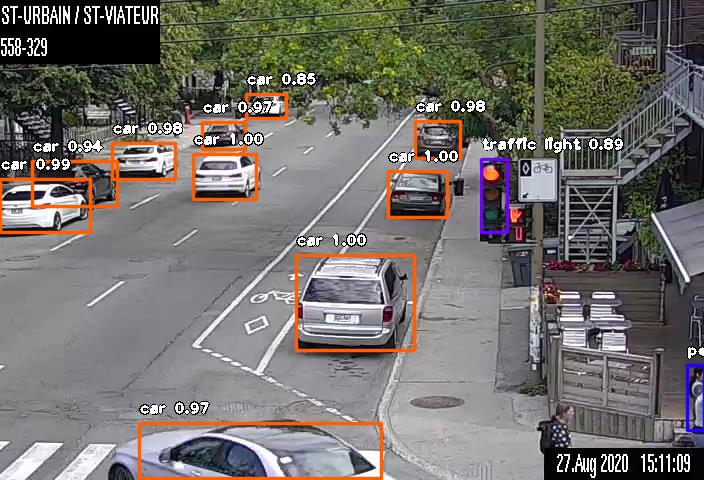 ST-URBAIN / ST-VIATEUR
558-329
car 0.85
car 0.97
car 0.98
car 0.98
car 1.00
car 0.94
car 0.99
car 1.00
traffic light 0.89
car 1.00
pe
car 0.97
27.Aug 2020 15:11:09